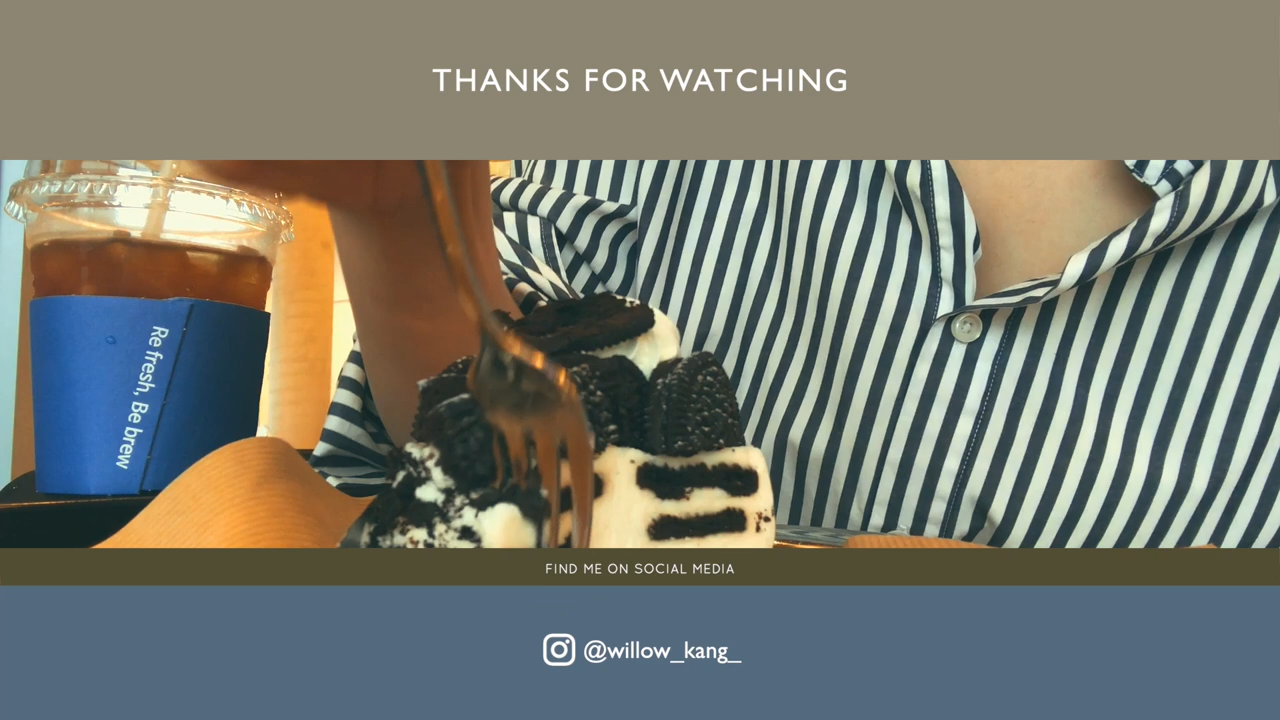 THANKS FOR WATCHING
Re fresh, Be brew
FIND ME ON SOCIAL MEDIA
@willow_kang_